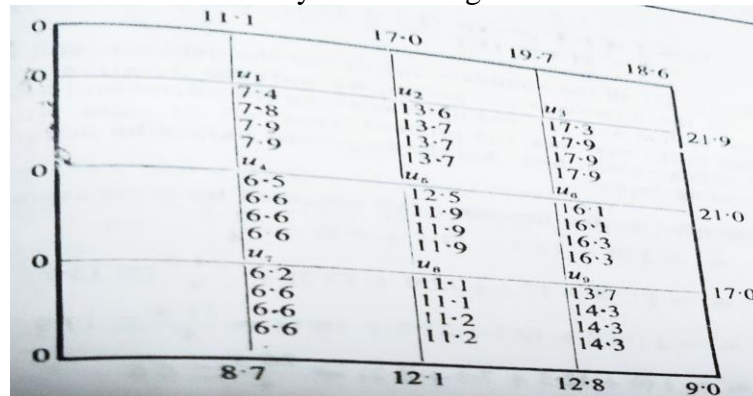 11·1 17·0 19·7 18·6
0
0 u₁ u₂ u₃ 21·9
7·4 13·6 17·3
7·8 13·7 17·9
7·9 13·7 17·9
7·9 13·7 17·9
0 u₄ u₅ u₆ 21·0
6·5 12·5 16·1
6·6 11·9 16·1
6·6 11·9 16·3
6·6 11·9 16·3
0 u₇ u₈ u₉ 17·0
6·2 11·1 13·7
6·6 11·1 14·3
6·6 11·2 14·3
6·6 11·2 14·3
0
8·7 12·1 12·8 9·0